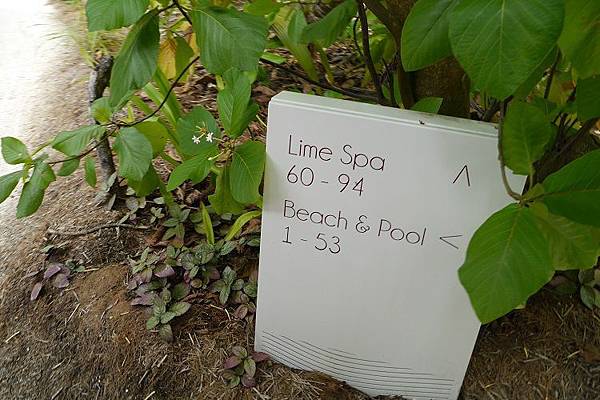 Lime Spa ^
60 - 94
Beach & Pool <
1 - 53